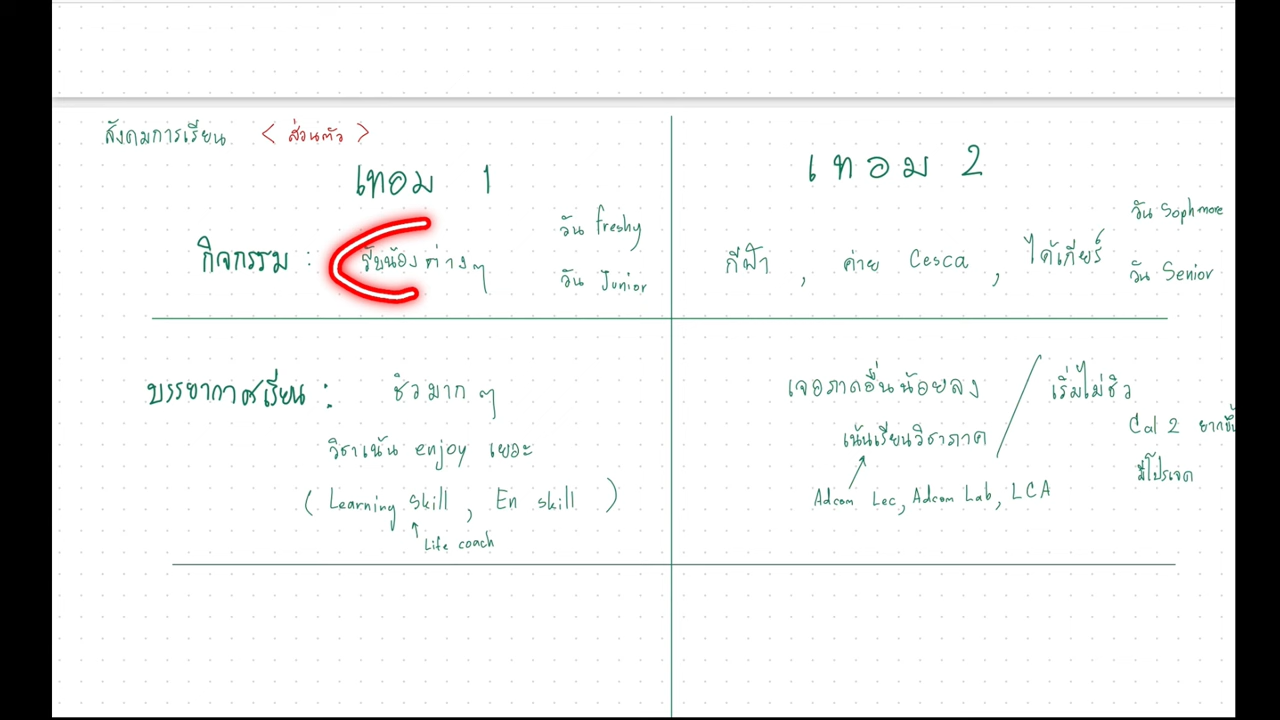 สังคมการเรียน < ส่วนตัว >
เทอม 1
กิจกรรม : รับน้องต่างๆ
วัน freshy
วัน Junior
เทอม 2
กีฬา , ค่าย Cesca , ได้เกียร์
วัน Sophmore
วัน Senior
บรรยากาศเรียน : ชิวมากๆ
วิชาเน้น enjoy เยอะ
( Learning skill , En skill )
Life coach
เจอภาคอื่นน้อยลง / เริ่มไม่ชิว
เน้นเรียนวิชาภาค
Adcom Lec, Adcom Lab, LCA
Cal 2 ยากขึ้น
มีโปรเจค